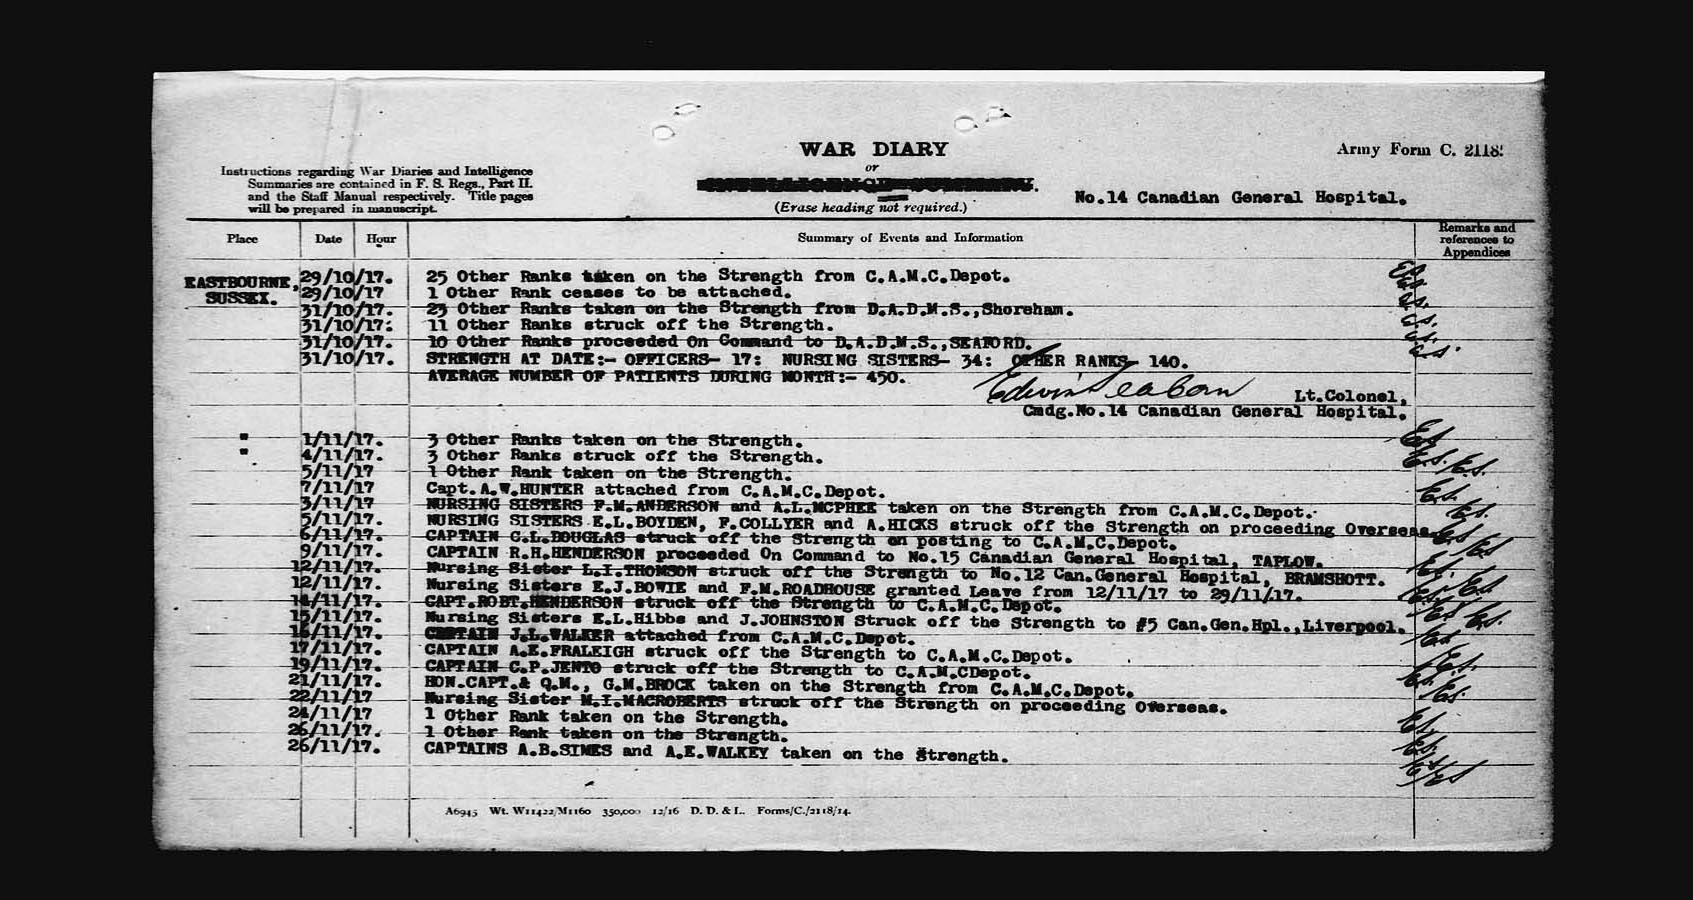 WAR DIARY
or
Army Form C. 2118.
Instructions regarding War Diaries and Intelligence
Summaries are contained in F. S. Regs., Part II.
and the Staff Manual respectively. Title pages
will be prepared in manuscript.
INTELLIGENCE SUMMARY.
(Erase heading not required.)
No.14 Canadian General Hospital.
Place Date Hour Summary of Events and Information Remarks and
references to
Appendices
EASTBOURNE, 29/10/17. 25 Other Ranks taken on the Strength from C.A.M.C.Depot.
SUSSEX. 29/10/17 1 Other Rank ceases to be attached.
31/10/17. 23 Other Ranks taken on the Strength from D.A.D.M.S.,Shoreham.
31/10/17: 11 Other Ranks struck off the Strength.
31/10/17. 10 Other Ranks proceeded On Command to D.A.D.M.S.,SEAFORD.
31/10/17. STRENGTH AT DATE:- OFFICERS- 17: NURSING SISTERS- 34: OTHER RANKS- 140.
AVERAGE NUMBER OF PATIENTS DURING MONTH:- 450.
Edwin Seaborn Lt.Colonel,
Cmdg.No.14 Canadian General Hospital.
" 1/11/17. 3 Other Ranks taken on the Strength.
" 4/11/17. 3 Other Ranks struck off the Strength.
5/11/17 1 Other Rank taken on the Strength.
7/11/17 Capt.A.W.HUNTER attached from C.A.M.C.Depot.
3/11/17 NURSING SISTERS F.M.ANDERSON and A.L.MCPHEE taken on the Strength from C.A.M.C.Depot.
5/11/17. NURSING SISTERS E.L.BOYDEN, F.COLLYER and A.HICKS struck off the Strength on proceeding Overseas.
6/11/17. CAPTAIN C.L.DOUGLAS struck off the Strength on posting to C.A.M.C.Depot.
9/11/17. CAPTAIN R.H.HENDERSON proceeded On Command to No.15 Canadian General Hospital, TAPLOW.
12/11/17. Nursing Sister L.I.THOMSON struck off the Strength to No.12 Can.General Hospital, BRAMSHOTT.
12/11/17. Nursing Sisters E.J.BOWIE and F.M.ROADHOUSE granted Leave from 12/11/17 to 29/11/17.
14/11/17. CAPT.ROBT.HENDERSON struck off the Strength to C.A.M.C.Depot.
15/11/17. Nursing Sisters E.L.Hibbs and J.JOHNSTON Struck off the Strength to #5 Can.Gen.Hpl.,Liverpool.
16/11/17. CAPTAIN J.L.WALKER attached from C.A.M.C.Depot.
17/11/17. CAPTAIN A.E.FRALEIGH struck off the Strength to C.A.M.C.Depot.
19/11/17. CAPTAIN C.P.JENTO struck off the Strength to C.A.M.CDepot.
21/11/17. HON.CAPT.& Q.M., G.M.BROCK taken on the Strength from C.A.M.C.Depot.
22/11/17 Nursing Sister M.I.MACROBERTS struck off the Strength on proceeding Overseas.
24/11/17 1 Other Rank taken on the Strength.
26/11/17. 1 Other Rank taken on the Strength.
26/11/17. CAPTAINS A.B.SIMES and A.E.WALKEY taken on the Strength.
A6945 Wt. W11422/M1160 350,000 12/16 D. D. & L. Forms/C./2118/14.